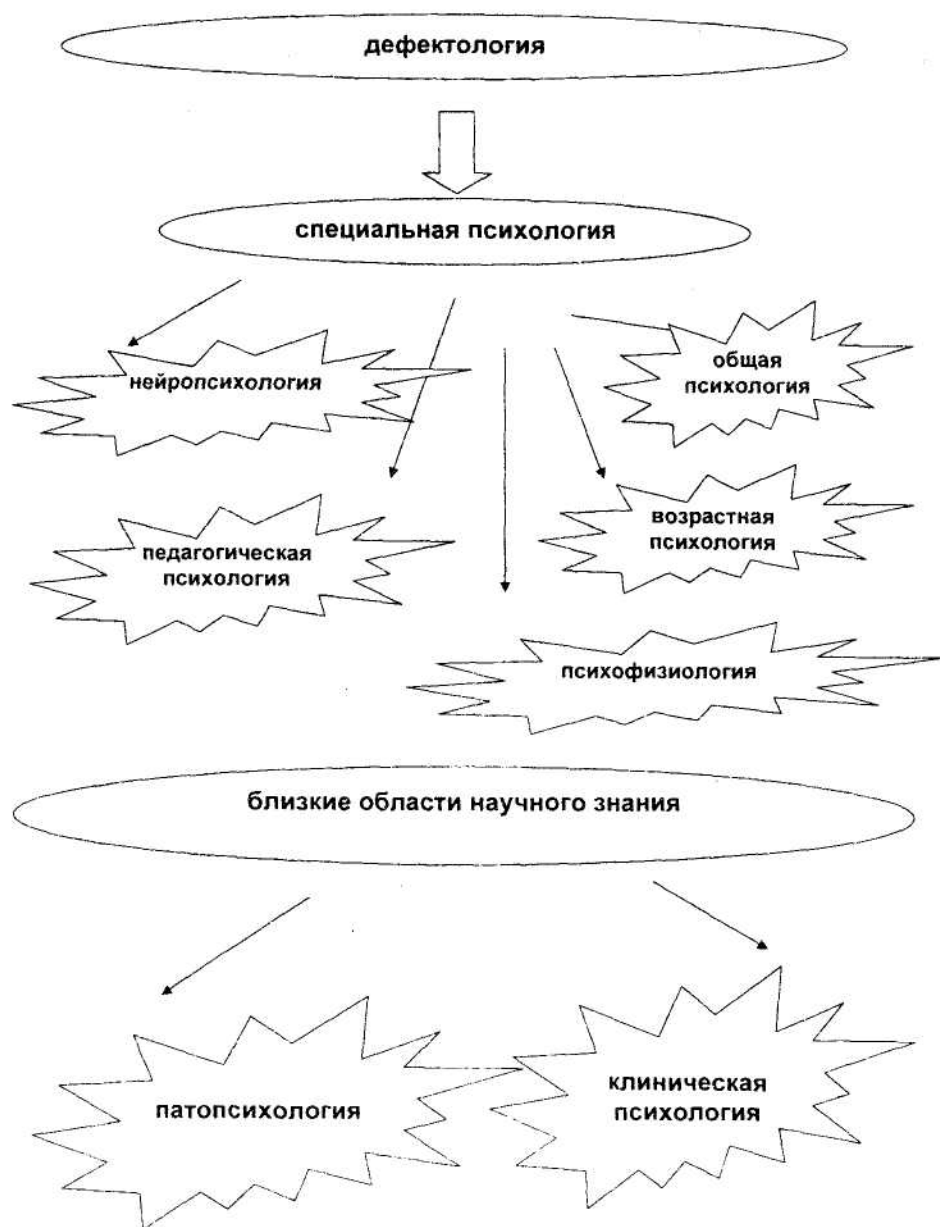 дефектология
специальная психология
нейропсихология
общая
психология
педагогическая
психология
возрастная
психология
психофизиология
близкие области научного знания
патопсихология
клиническая
психология